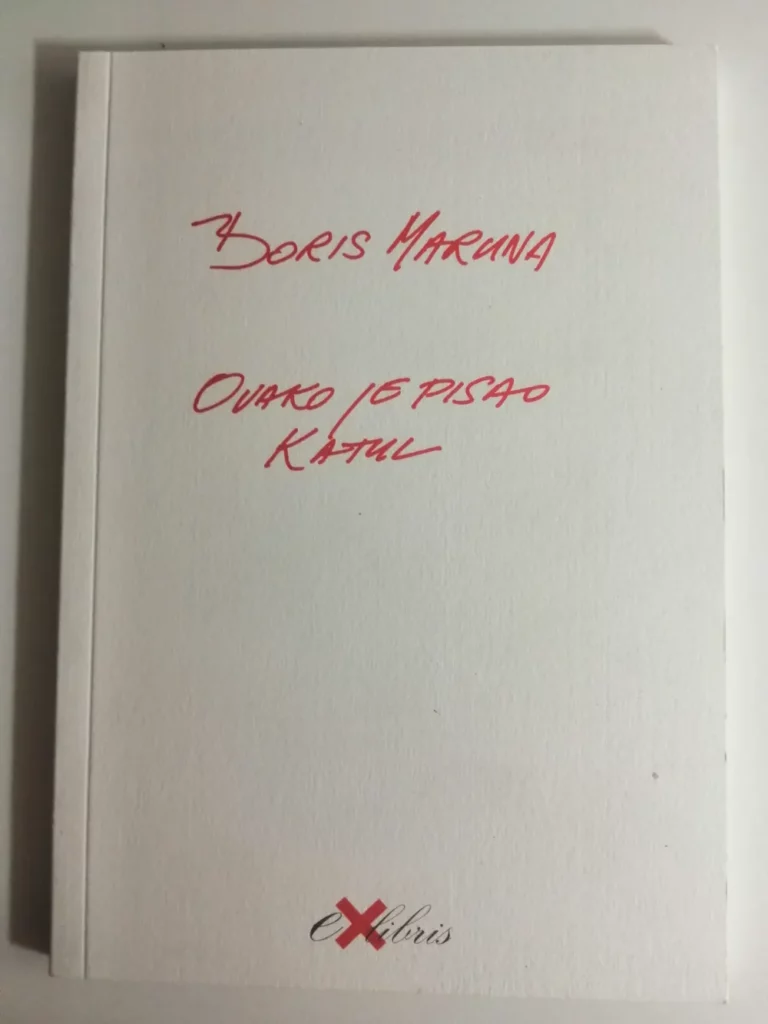 BORIS MARUNA
OVAKO JE PISAO
KATUL
eXlibris